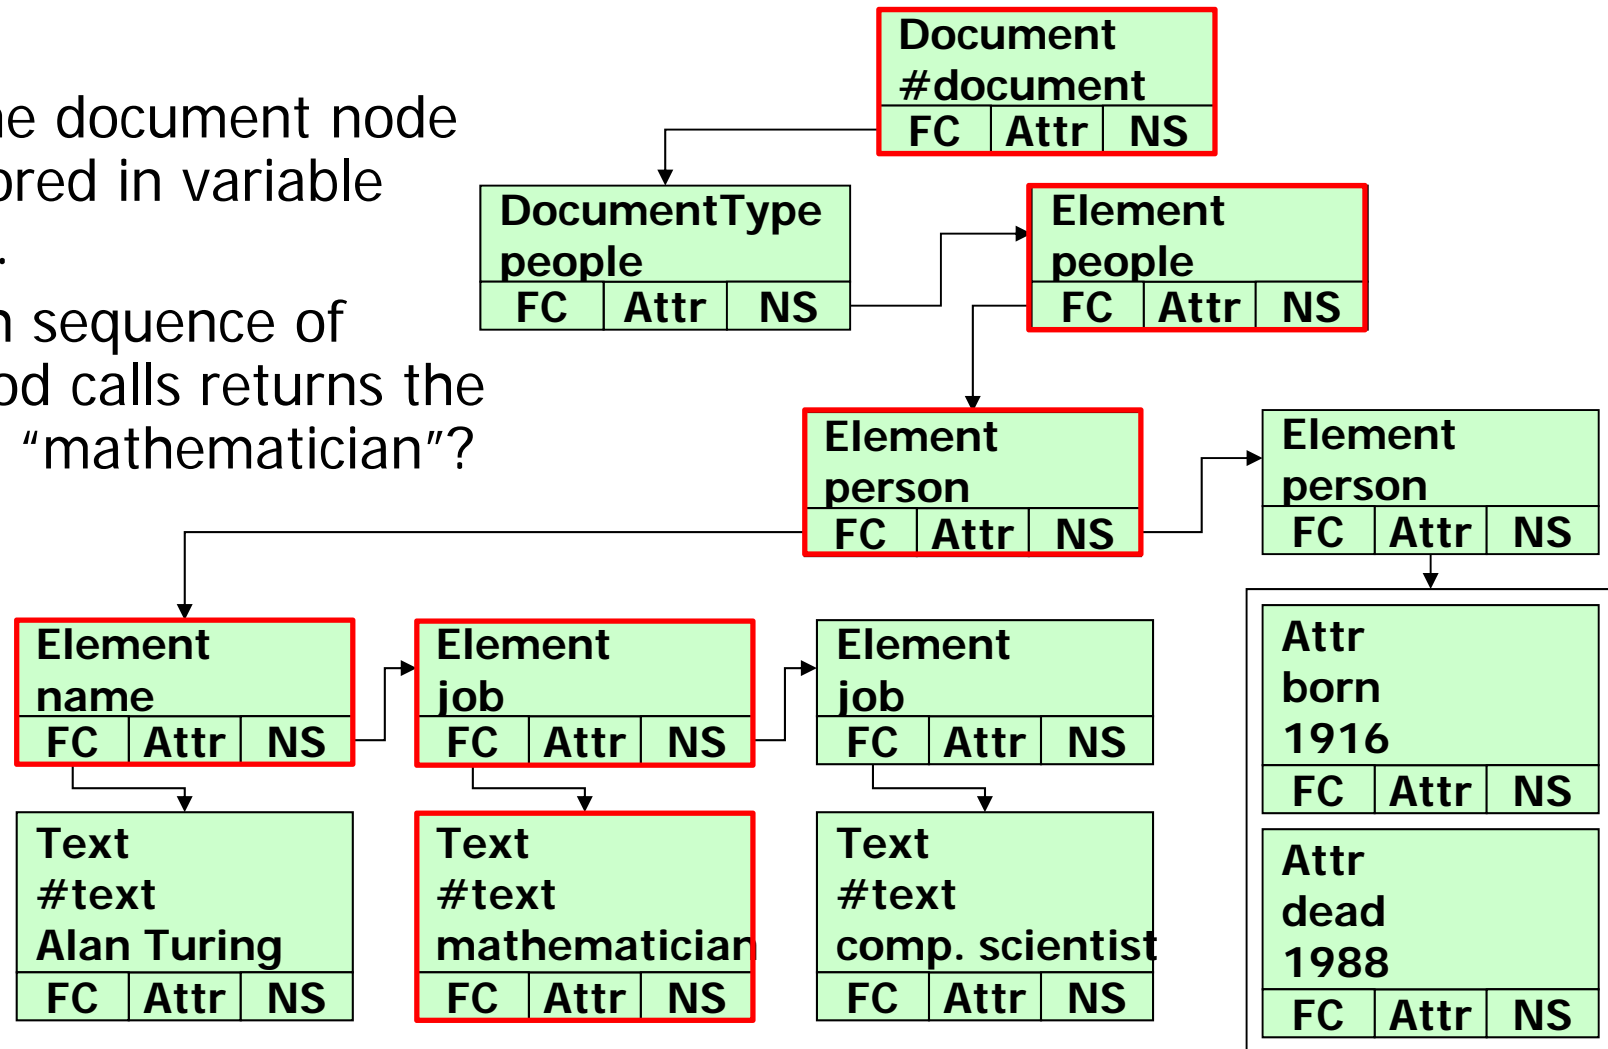 ne document node
ored in variable
.
n sequence of
od calls returns the
“mathematician”?
Document
#document
FC Attr NS
DocumentType
people
FC Attr NS
Element
people
FC Attr NS
Element
person
FC Attr NS
Element
person
FC Attr NS
Element
name
FC Attr NS
Element
job
FC Attr NS
Element
job
FC Attr NS
Attr
born
1916
FC Attr NS
Text
#text
Alan Turing
FC Attr NS
Text
#text
mathematician
FC Attr NS
Text
#text
comp. scientist
FC Attr NS
Attr
dead
1988
FC Attr NS